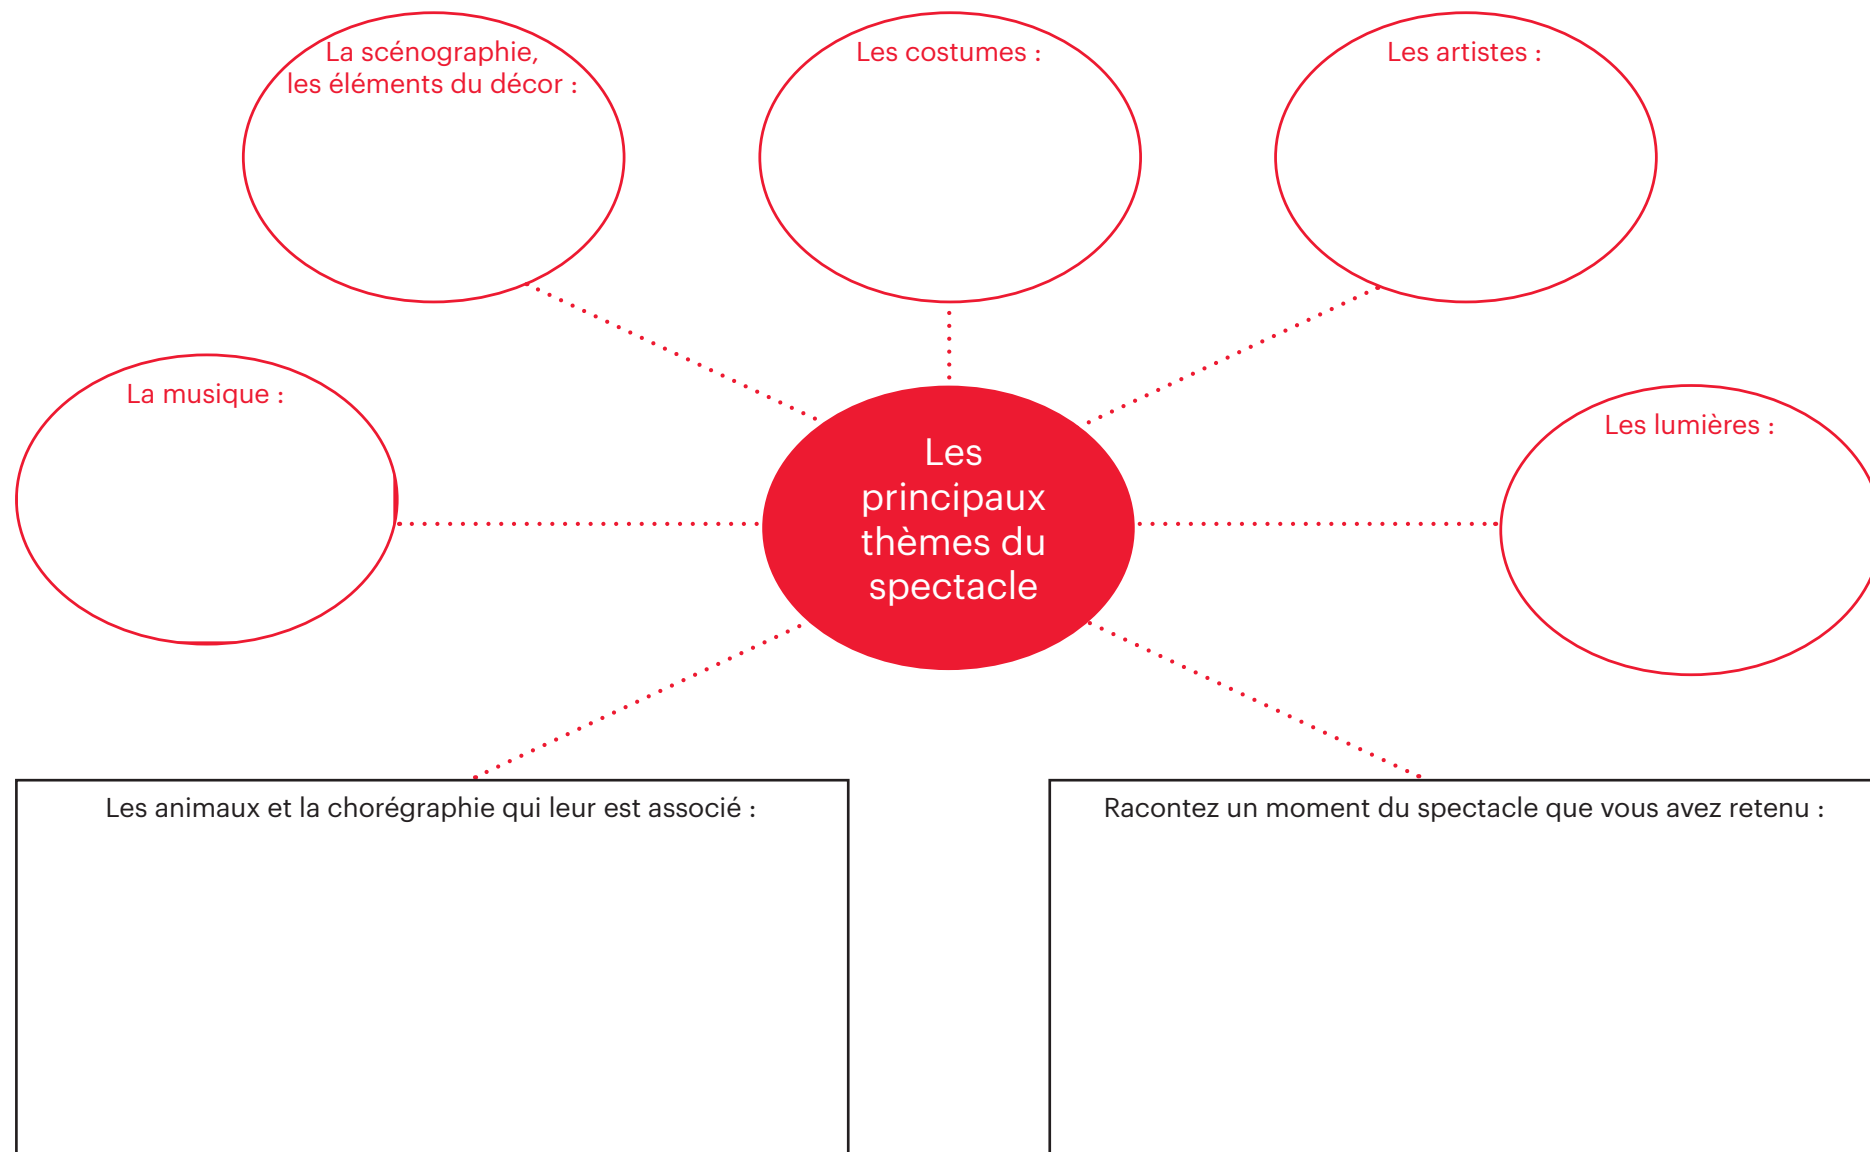 La scénographie,
les éléments du décor :
Les costumes :
Les artistes :
La musique :
Les lumières :
Les
principaux
thèmes du
spectacle
Les animaux et la chorégraphie qui leur est associé :
Racontez un moment du spectacle que vous avez retenu :